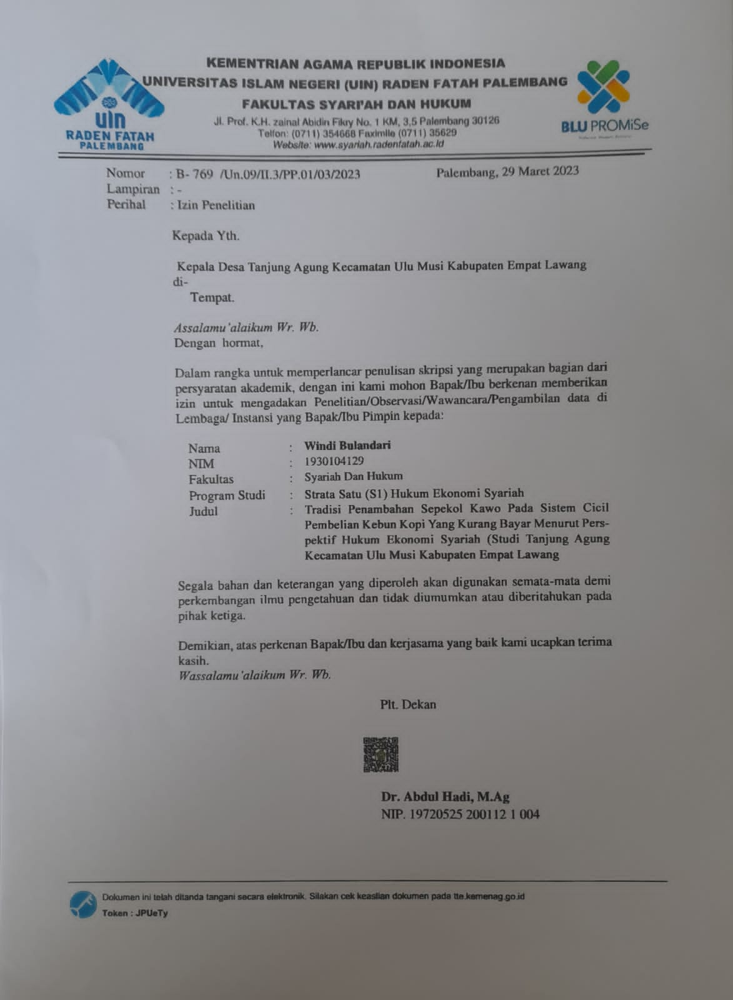 KEMENTRIAN AGAMA REPUBLIK INDONESIA
UNIVERSITAS ISLAM NEGERI (UIN) RADEN FATAH PALEMBANG
FAKULTAS SYARI'AH DAN HUKUM
Jl. Prof. K.H. zainal Abidin Fikry No. 1 KM, 3,5 Palembang 30126
Telfon: (0711) 354668 Faximile (0711) 35629
Website: www.syariah.radenfatah.ac.id
uin
RADEN FATAH
PALEMBANG
BLU PROMiSe
Nomor : B- 769 /Un.09/II.3/PP.01/03/2023 Palembang, 29 Maret 2023
Lampiran : -
Perihal : Izin Penelitian
Kepada Yth.
Kepala Desa Tanjung Agung Kecamatan Ulu Musi Kabupaten Empat Lawang
di-
Tempat.
Assalamu'alaikum Wr. Wb.
Dengan hormat,
Dalam rangka untuk memperlancar penulisan skripsi yang merupakan bagian dari
persyaratan akademik, dengan ini kami mohon Bapak/Ibu berkenan memberikan
izin untuk mengadakan Penelitian/Observasi/Wawancara/Pengambilan data di
Lembaga/ Instansi yang Bapak/Ibu Pimpin kepada:
Nama : Windi Bulandari
NIM : 1930104129
Fakultas : Syariah Dan Hukum
Program Studi : Strata Satu (S1) Hukum Ekonomi Syariah
Judul : Tradisi Penambahan Sepekol Kawo Pada Sistem Cicil
Pembelian Kebun Kopi Yang Kurang Bayar Menurut Pers-
pektif Hukum Ekonomi Syariah (Studi Tanjung Agung
Kecamatan Ulu Musi Kabupaten Empat Lawang
Segala bahan dan keterangan yang diperoleh akan digunakan semata-mata demi
perkembangan ilmu pengetahuan dan tidak diumumkan atau diberitahukan pada
pihak ketiga.
Demikian, atas perkenan Bapak/Ibu dan kerjasama yang baik kami ucapkan terima
kasih.
Wassalamu'alaikum Wr. Wb.
Plt. Dekan
Dr. Abdul Hadi, M.Ag
NIP. 19720525 200112 1 004
Dokumen ini telah ditanda tangani secara elektronik. Silakan cek keaslian dokumen pada tte.kemenag.go.id
Token : JPUeTy